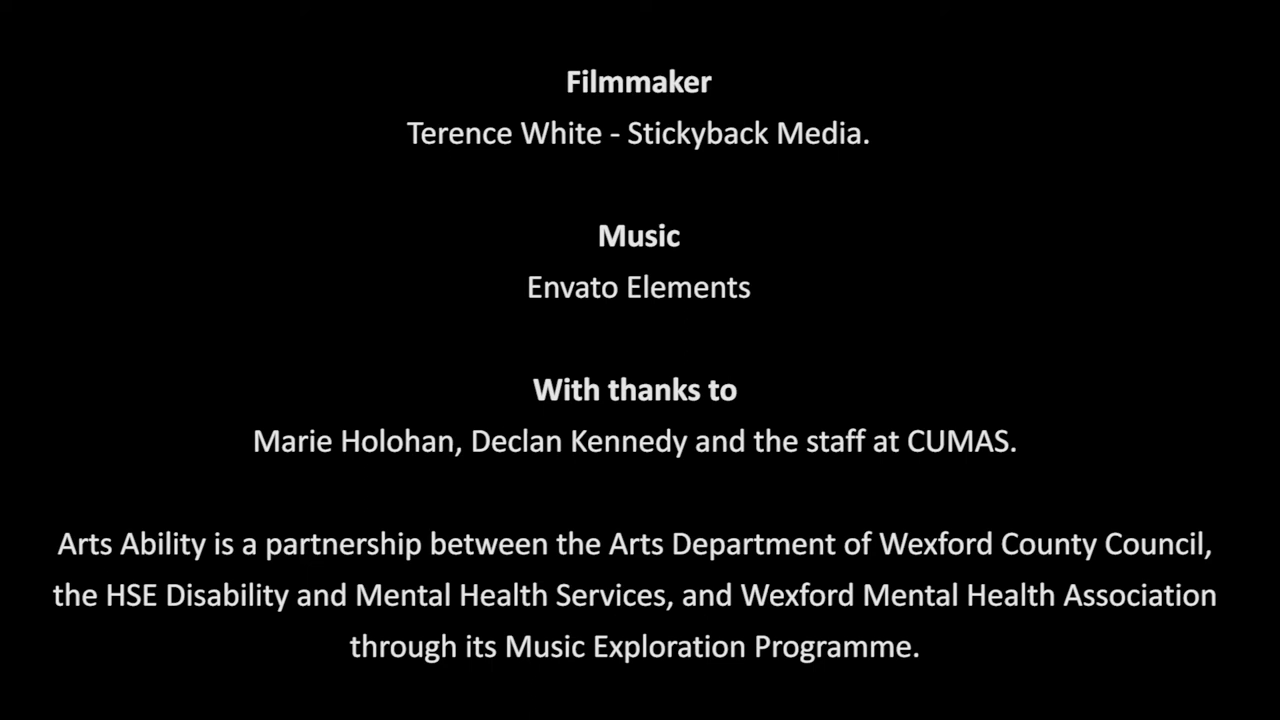 Filmmaker
Terence White - Stickyback Media.
Music
Envato Elements
With thanks to
Marie Holohan, Declan Kennedy and the staff at CUMAS.
Arts Ability is a partnership between the Arts Department of Wexford County Council,
the HSE Disability and Mental Health Services, and Wexford Mental Health Association
through its Music Exploration Programme.